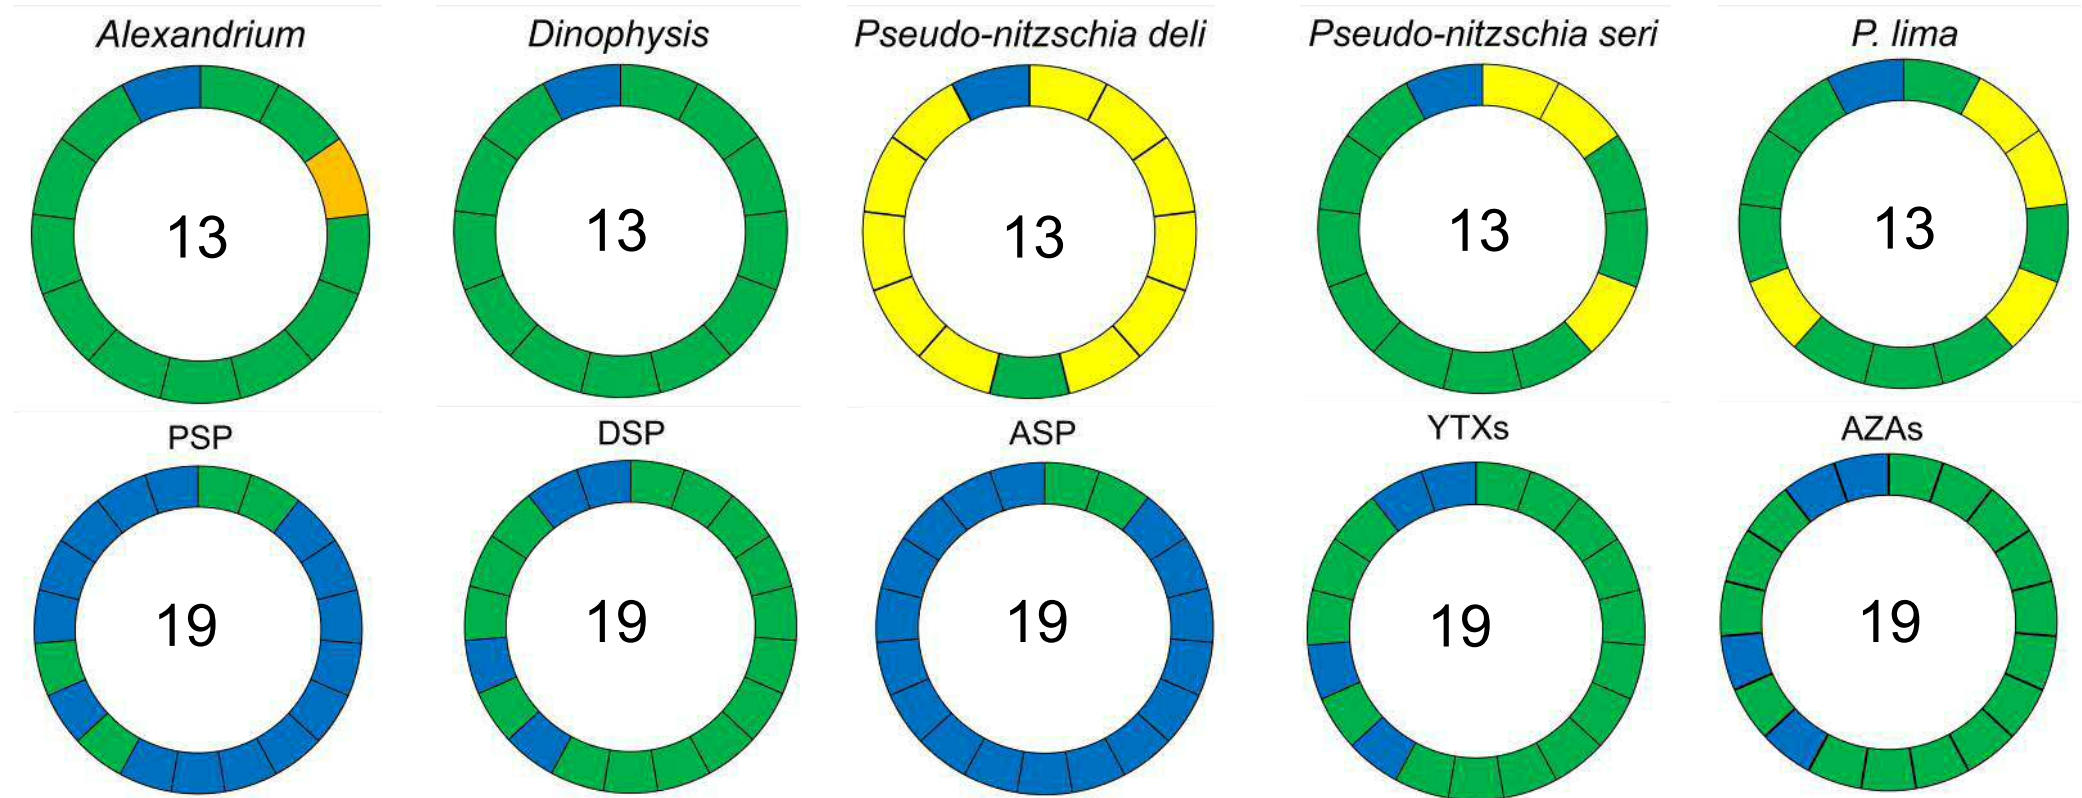 Alexandrium
Dinophysis
Pseudo-nitzschia deli
Pseudo-nitzschia seri
P. lima
13
13
13
13
13
PSP
DSP
ASP
YTXs
AZAs
19
19
19
19
19